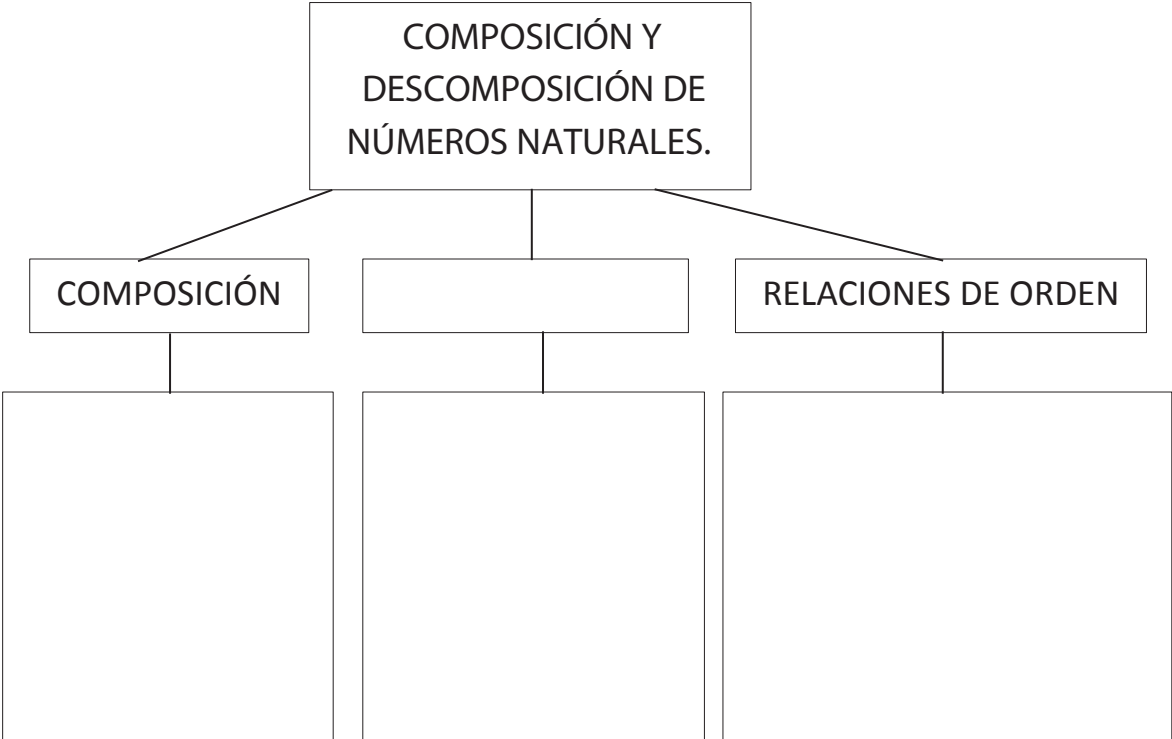 COMPOSICIÓN Y
DESCOMPOSICIÓN DE
NÚMEROS NATURALES.
COMPOSICIÓN
RELACIONES DE ORDEN